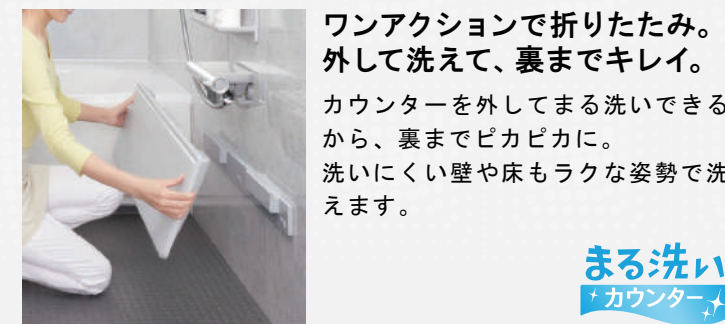 ワンアクションで折りたたみ。
外して洗えて、裏までキレイ。
カウンターを外してまる洗いできる
から、裏までピカピカに。
洗いにくい壁や床もラクな姿勢で洗
えます。
まる洗い
カウンター